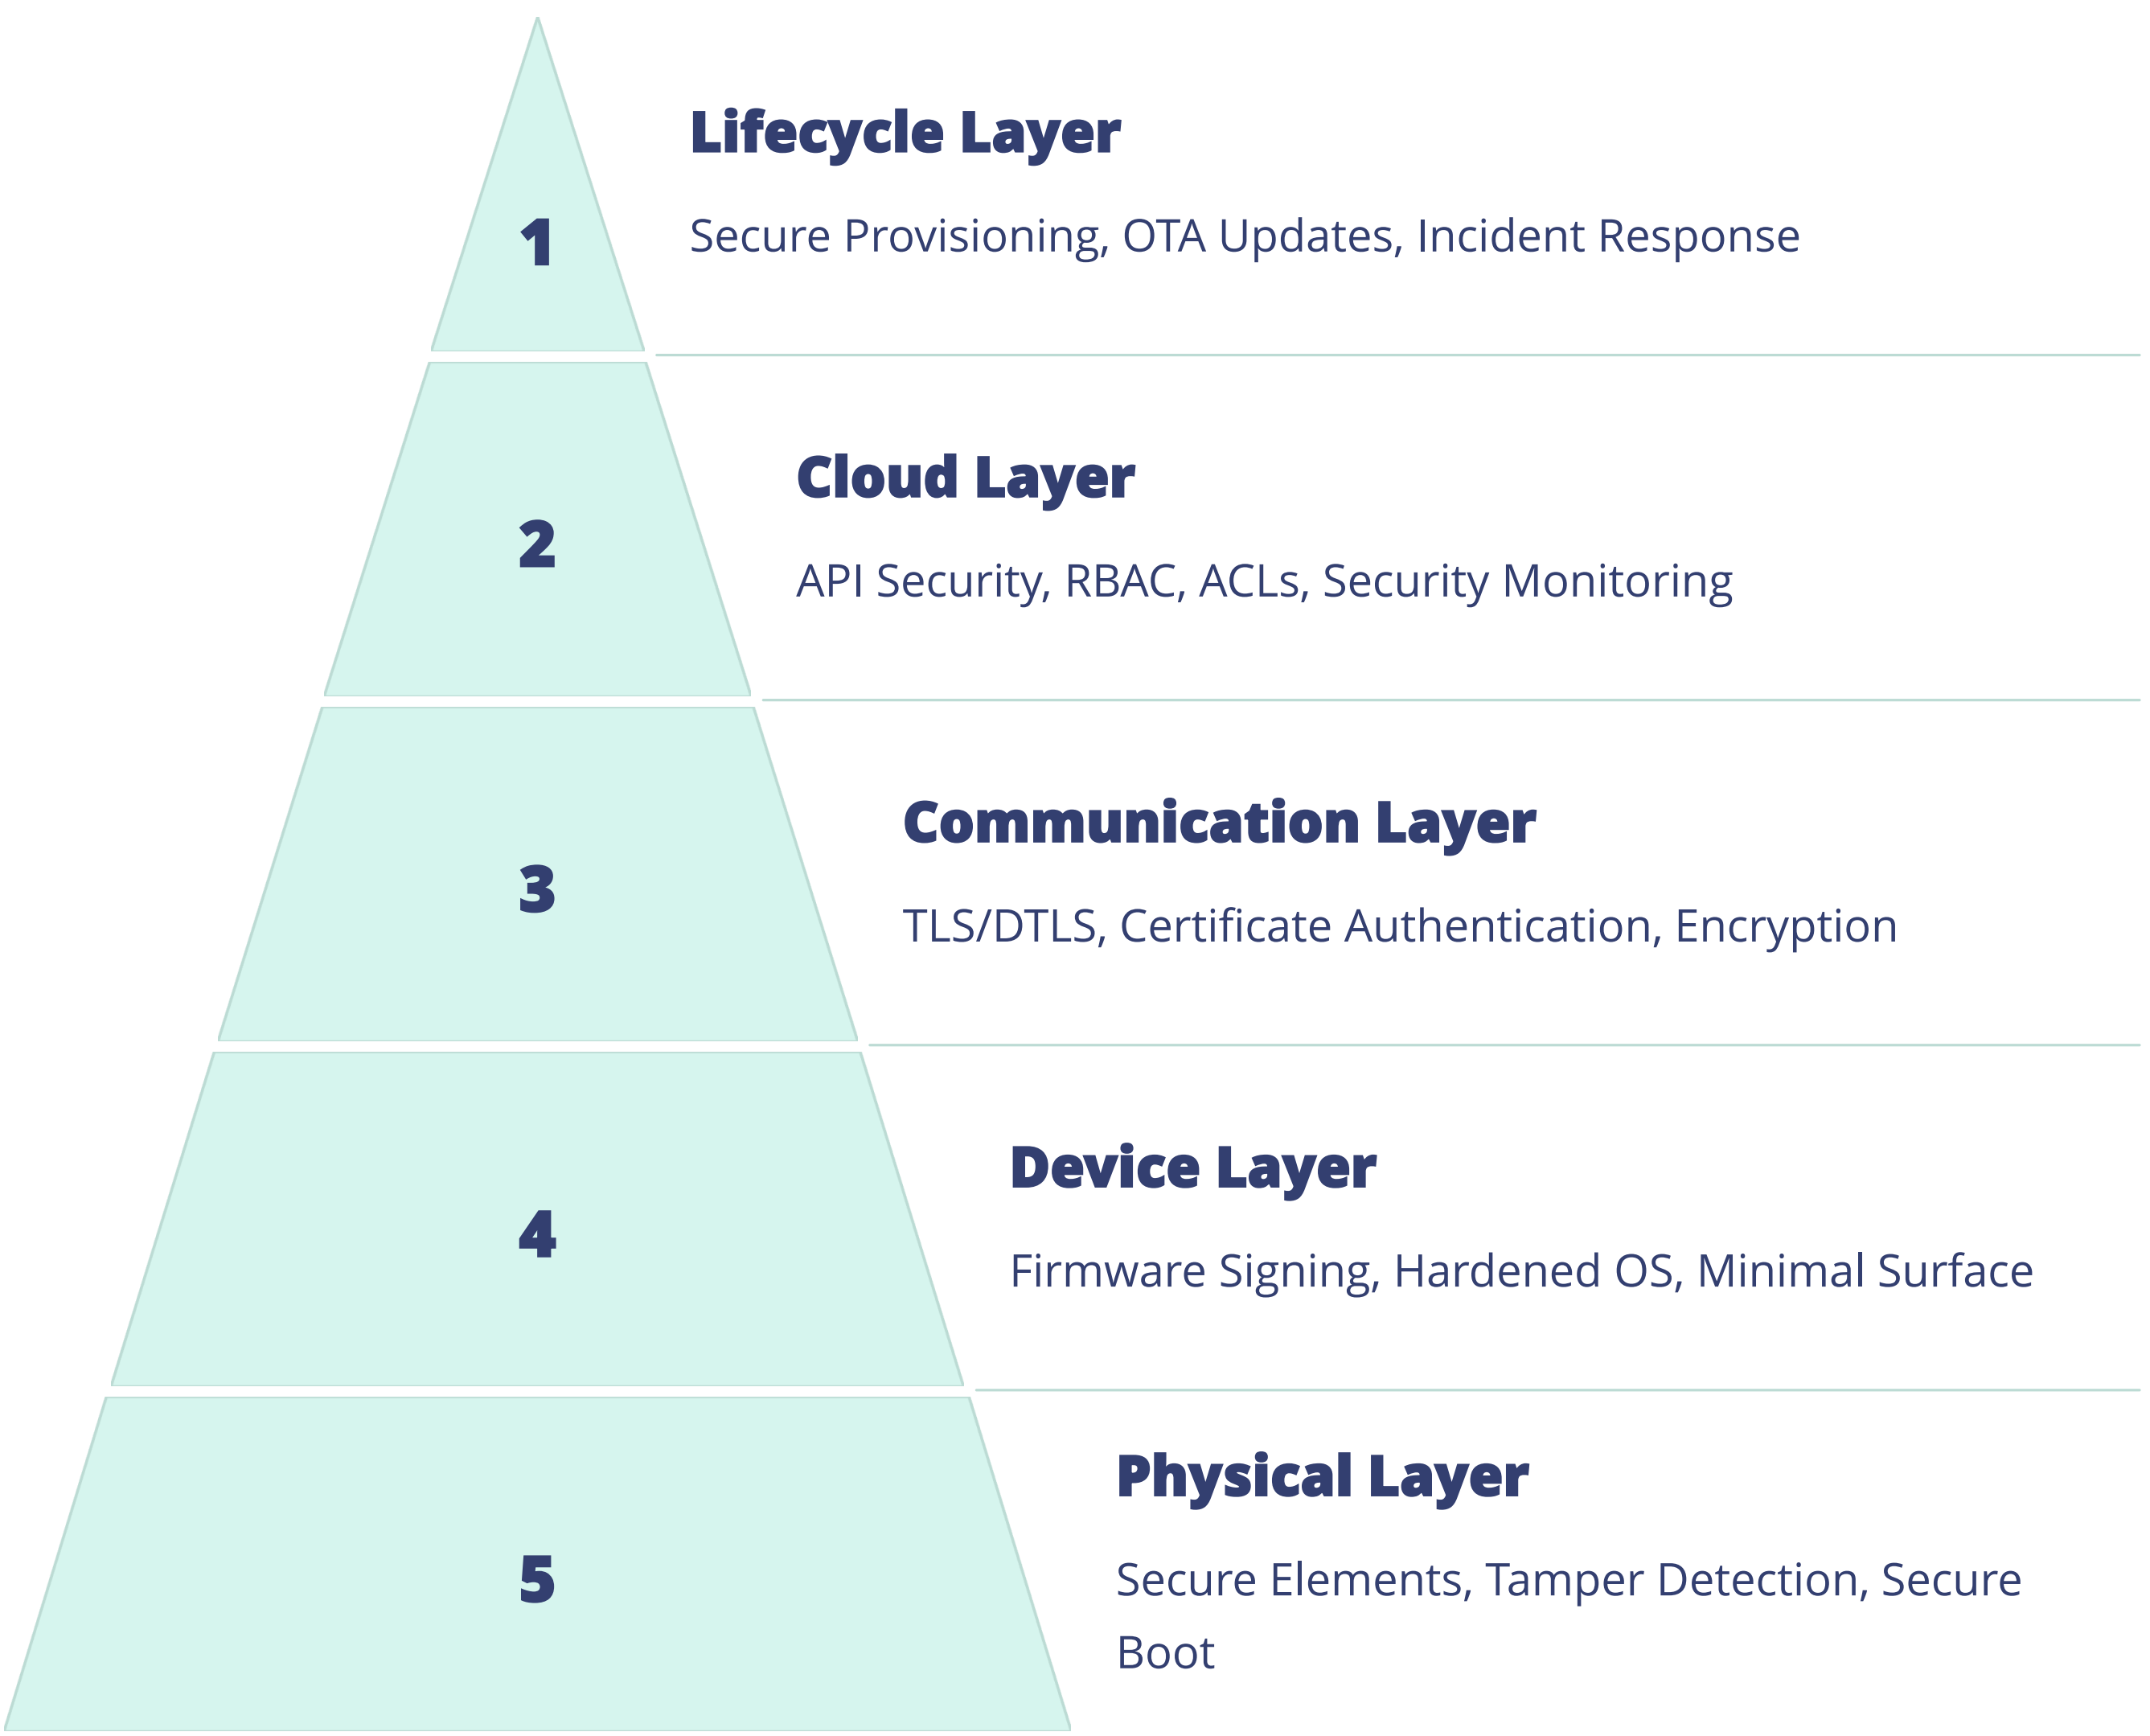 Lifecycle Layer
1
Secure Provisioning, OTA Updates, Incident Response
Cloud Layer
2
API Security, RBAC, ACLs, Security Monitoring
Communication Layer
3
TLS/DTLS, Certificate Authentication, Encryption
Device Layer
4
Firmware Signing, Hardened OS, Minimal Surface
Physical Layer
5
Secure Elements, Tamper Detection, Secure
Boot